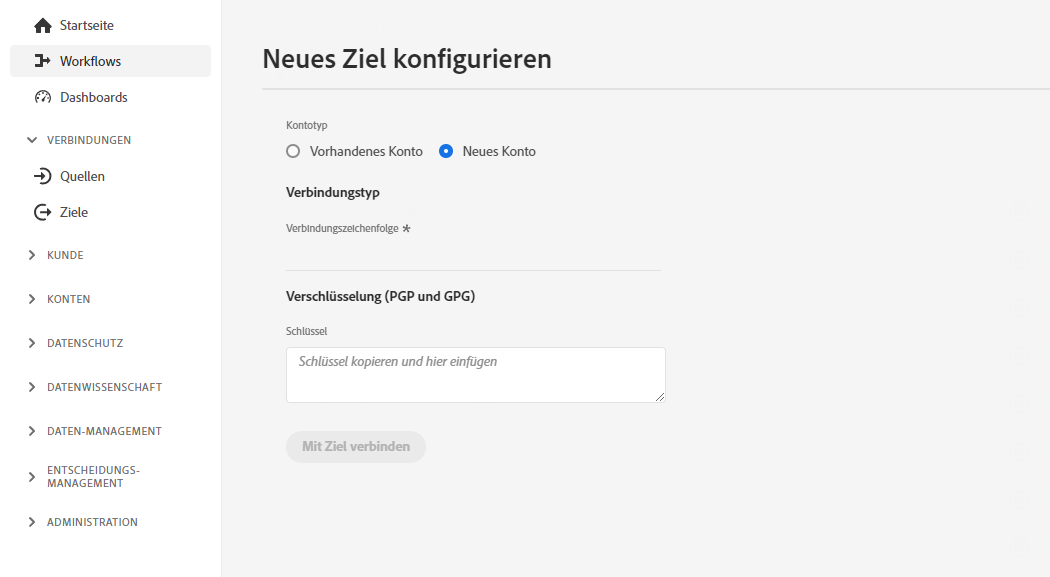 Startseite
Workflows
Dashboards
VERBINDUNGEN
Quellen
Ziele
KUNDE
KONTEN
DATENSCHUTZ
DATENWISSENSCHAFT
DATEN-MANAGEMENT
ENTSCHEIDUNGS-
MANAGEMENT
ADMINISTRATION
Neues Ziel konfigurieren
Kontotyp
Vorhandenes Konto Neues Konto
Verbindungstyp
Verbindungszeichenfolge *
Verschlüsselung (PGP und GPG)
Schlüssel
Schlüssel kopieren und hier einfügen
Mit Ziel verbinden